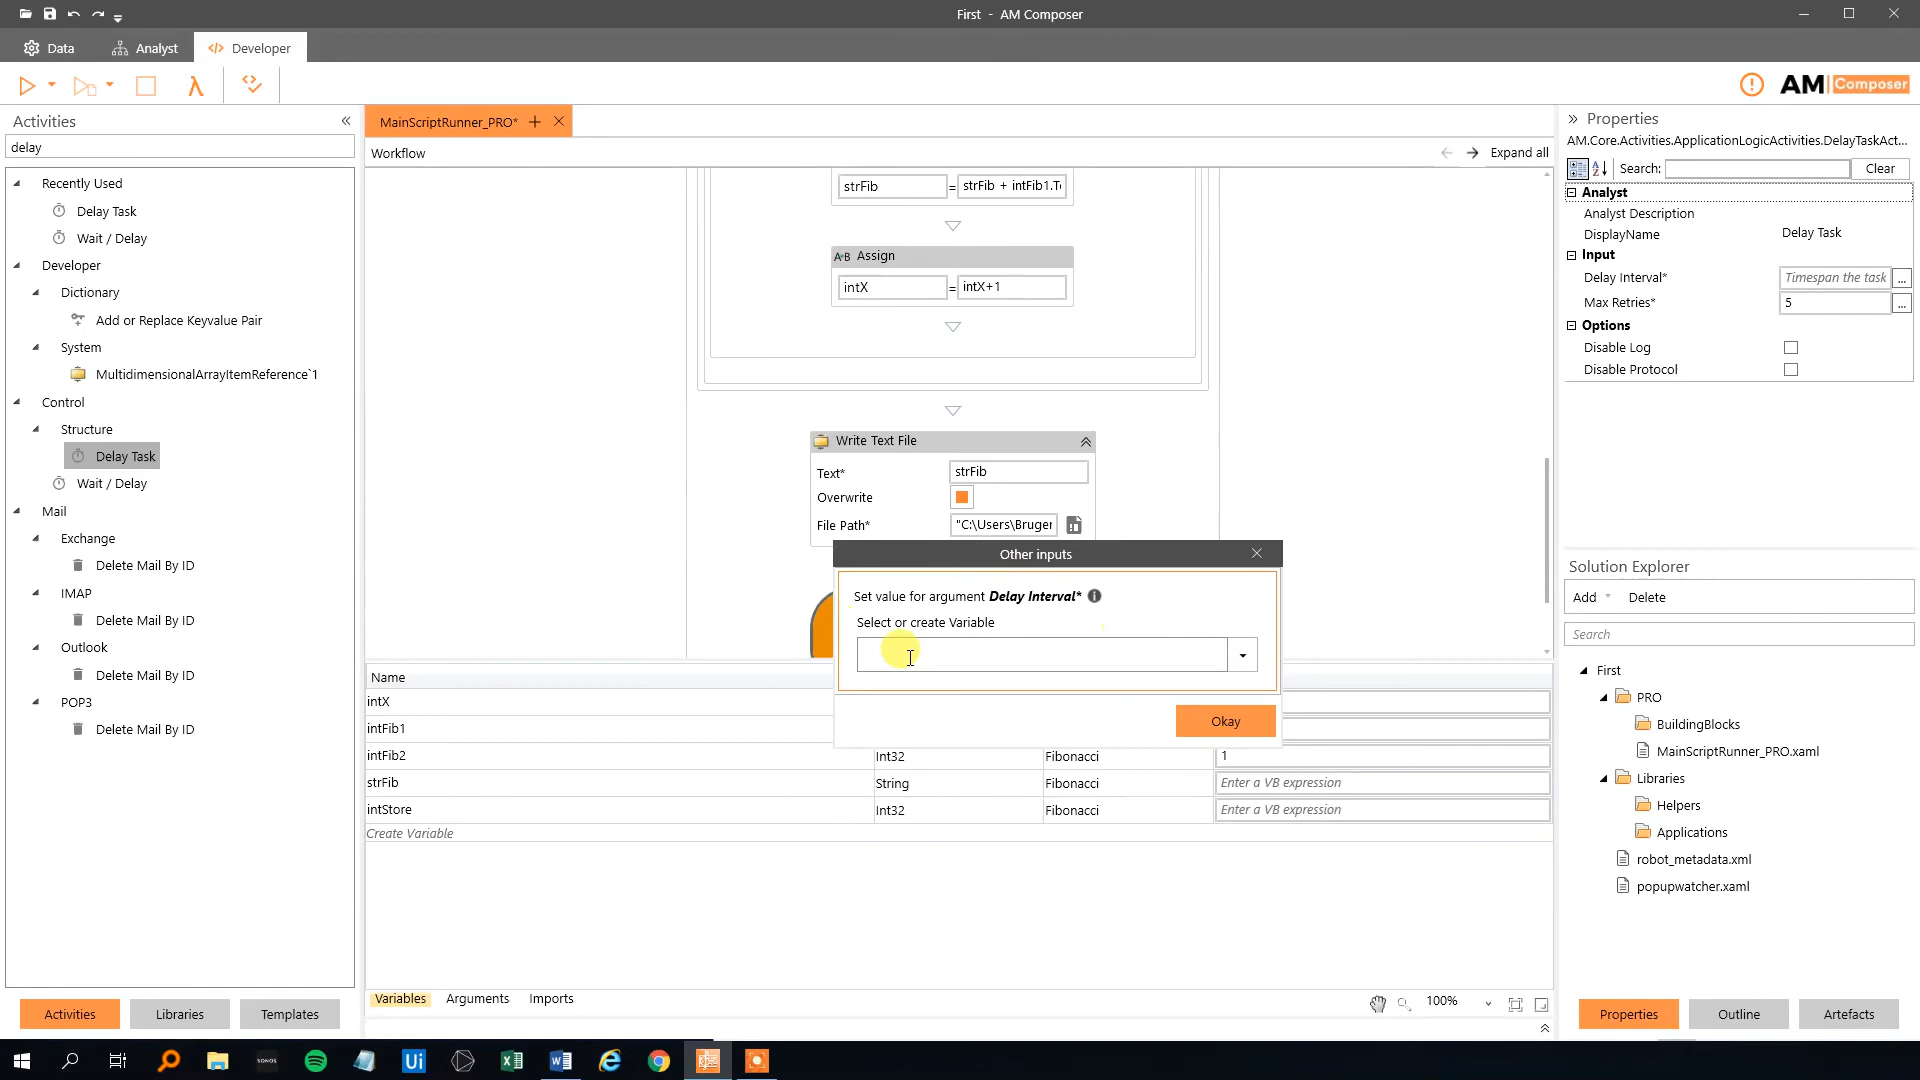 First - AM Composer
Data
Analyst
Developer
AM Composer
Activities
delay
Recently Used
Delay Task
Wait / Delay
Developer
Dictionary
Add or Replace Keyvalue Pair
System
MultidimensionalArrayItemReference`1
Control
Structure
Delay Task
Wait / Delay
Mail
Exchange
Delete Mail By ID
IMAP
Delete Mail By ID
Outlook
Delete Mail By ID
POP3
Delete Mail By ID
Activities
Libraries
Templates
MainScriptRunner_PRO*
Workflow
Expand all
strFib = strFib + intFib1.T
A*B Assign
intX = intX+1
Write Text File
Text* strFib
Overwrite
File Path* "C:\Users\Bruger
Other inputs
Set value for argument Delay Interval*
Select or create Variable
Okay
Name
intX
intFib1
intFib2 Int32 Fibonacci 1
strFib String Fibonacci Enter a VB expression
intStore Int32 Fibonacci Enter a VB expression
Create Variable
Variables Arguments Imports
100%
Properties
AM.Core.Activities.ApplicationLogicActivities.DelayTaskAct...
Search:
Clear
Analyst
Analyst Description
DisplayName Delay Task
Input
Delay Interval* Timespan the task ...
Max Retries* 5 ...
Options
Disable Log
Disable Protocol
Solution Explorer
Add
Delete
Search
First
PRO
BuildingBlocks
MainScriptRunner_PRO.xaml
Libraries
Helpers
Applications
robot_metadata.xml
popupwatcher.xaml
Properties
Outline
Artefacts
SONOS
Ui